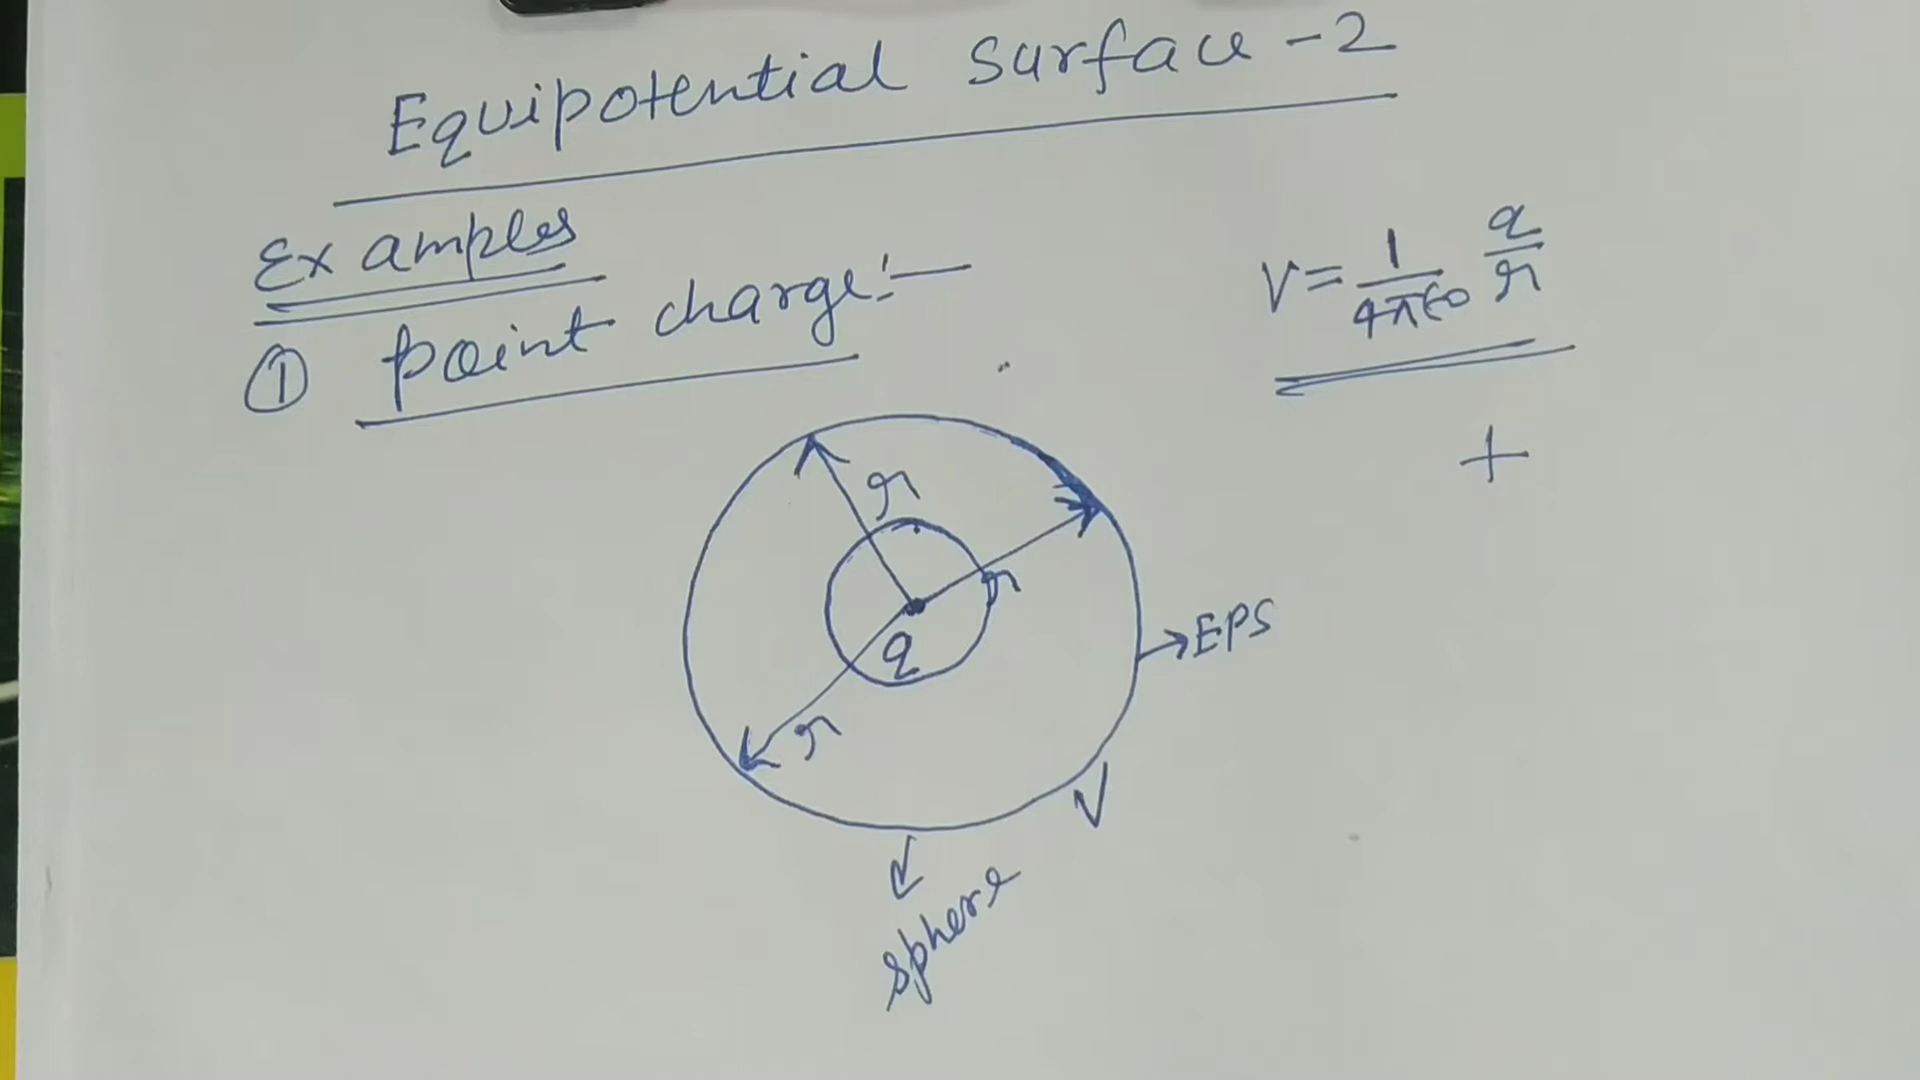 Equipotential Surface -2
Examples
① point charge:-
V = 1/4πϵ0 q/r
+
r
r
q
r
→ EPS
V
sphere